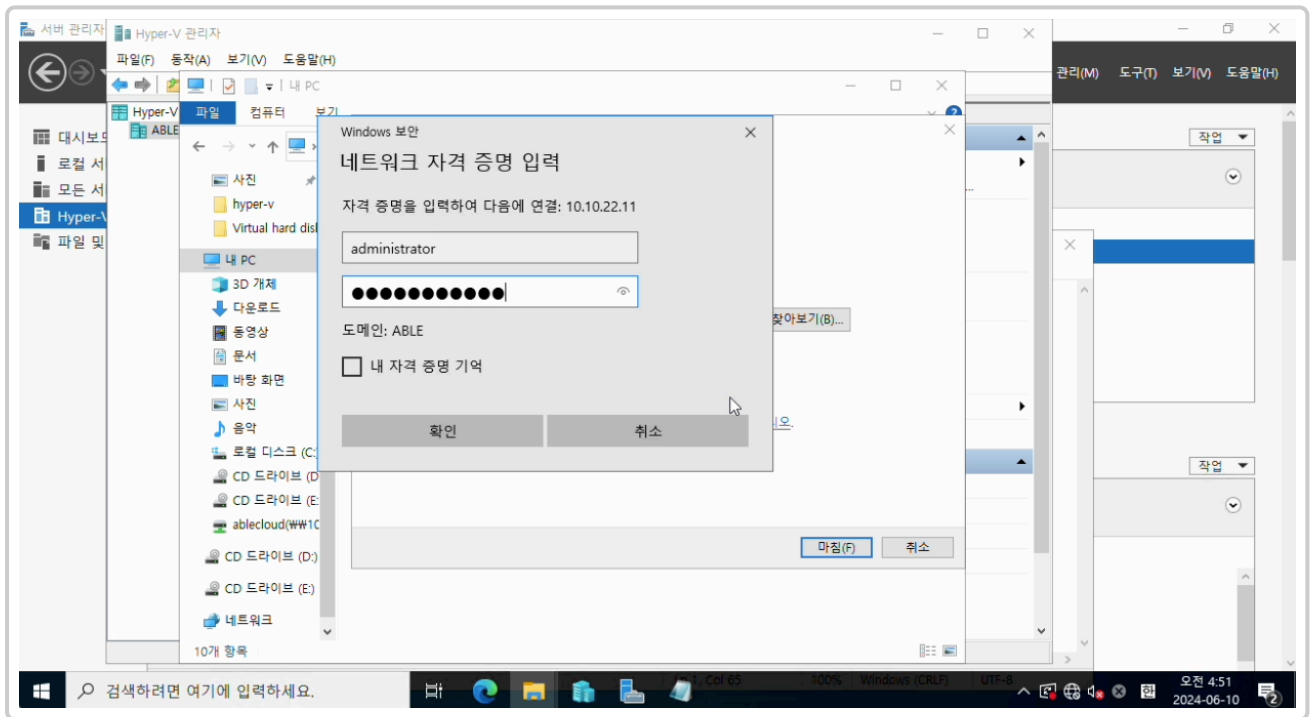 서버 관리자
Hyper-V 관리자
파일(F) 동작(A) 보기(V) 도움말(H)
관리(M) 도구(T) 보기(V) 도움말(H)
내 PC
Hyper-V
파일 컴퓨터 보기
ABLE
대시보드
로컬 서
모든 서
Hyper-V
파일 및
작업
Windows 보안
네트워크 자격 증명 입력
자격 증명을 입력하여 다음에 연결: 10.10.22.11
administrator
●●●●●●●●●●●
도메인: ABLE
내 자격 증명 기억
확인 취소
사진
hyper-v
Virtual hard disl
내 PC
3D 개체
다운로드
동영상
문서
바탕 화면
사진
음악
로컬 디스크 (C:
CD 드라이브 (D
CD 드라이브 (E:
ablecloud(₩₩1C
CD 드라이브 (D:)
CD 드라이브 (E:)
네트워크
10개 항목
찾아보기(B)...
오.
마침(F) 취소
작업
검색하려면 여기에 입력하세요.
1, Col 65 100% Windows (CRLF) UTF-8
한
오전 4:51
2024-06-10
2